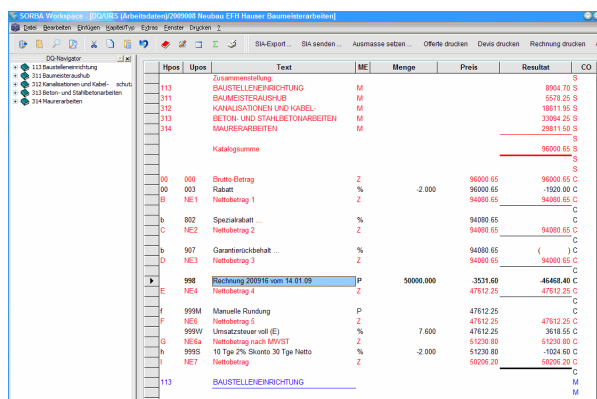 SORBA Workspace - [DQ/URS (Arbeitsdaten)/2009008 Neubau EFH Hauser Baumeisterarbeiten]
Datei Bearbeiten Einfügen Kapitel/Typ Extras Fenster Drucken ?
SIA-Export... SIA senden ... Ausmasse setzen ... Offerte drucken Devis drucken Rechnung drucken
DQ-Navigator
113 Baustelleneinrichtung
311 Baumeisteraushub
312 Kanalisationen und Kabel- schutz
313 Beton- und Stahlbetonarbeiten
314 Maurerarbeiten
Hpos Upos Text ME Menge Preis Resultat CO
Zusammenstellung: S
113 BAUSTELLENEINRICHTUNG M 8904.70 S
311 BAUMEISTERAUSHUB M 5578.25 S
312 KANALISATIONEN UND KABEL- M 18611.95 S
313 BETON- UND STAHLBETONARBEITEN M 33094.25 S
314 MAURERARBEITEN M 29811.50 S
S
Katalogsumme 96000.65 S
S
S
00 000 Brutto-Betrag Z 96000.65 96000.65 C
00 003 Rabatt % -2.000 96000.65 -1920.00 C
B NE1 Nettobetrag 1 Z 94080.65 94080.65 C
C
b 802 Spezialrabatt ... % 94080.65 C
C NE2 Nettobetrag 2 Z 94080.65 94080.65 C
C
b 907 Garantierückbehalt ... % 94080.65 ( ) C
D NE3 Nettobetrag 3 Z 94080.65 94080.65 C
C
998 Rechnung 200916 vom 14.01.09 P 50000.000 -3531.60 -46468.40 C
E NE4 Nettobetrag 4 Z 47612.25 47612.25 C
C
f 999M Manuelle Rundung P 47612.25 C
F NE6 Nettobetrag 5 Z 47612.25 47612.25 C
999W Umsatzsteuer voll (E) % 7.600 47612.25 3618.55 C
G NE6a Nettobetrag nach MWST Z 51230.80 51230.80 C
h 999S 10 Tge 2% Skonto 30 Tge Netto % -2.000 51230.80 -1024.60 C
I NE7 Nettobetrag Z 50206.20 50206.20 C
C
113 BAUSTELLENEINRICHTUNG M
M